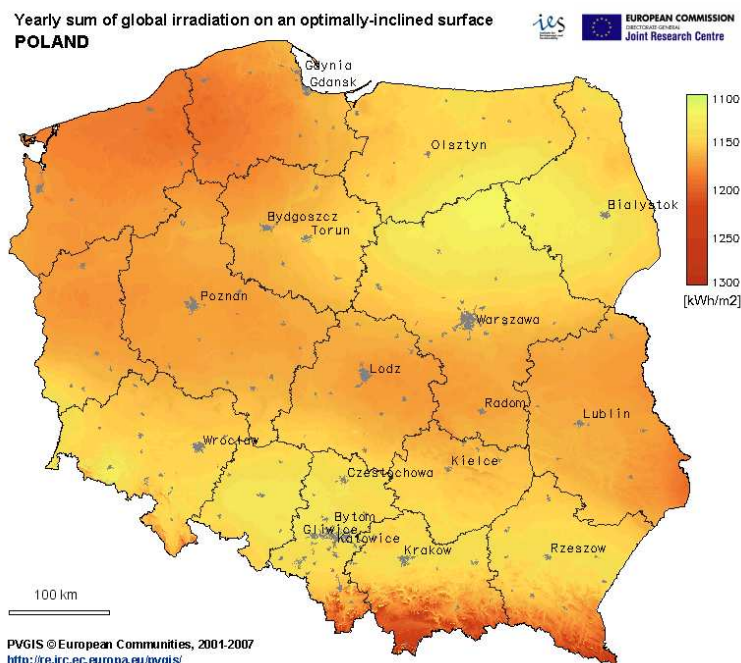 Yearly sum of global irradiation on an optimally-inclined surface
POLAND
ies
EUROPEAN COMMISSION
DIRECTORATE-GENERAL
Joint Research Centre
Gdynia
Gdansk
1100
1150
1200
1250
1300
[kWh/m2]
Olsztyn
Bialystok
Bydgoszcz
Torun
Poznan
Warszawa
Lodz
Radom
Lublin
Wroclaw
Kielce
Czestochowa
Bytom
Gliwice
Katowice
Krakow
Rzeszow
100 km
PVGIS © European Communities, 2001-2007
http://re.jrc.ec.europa.eu/pvgis/